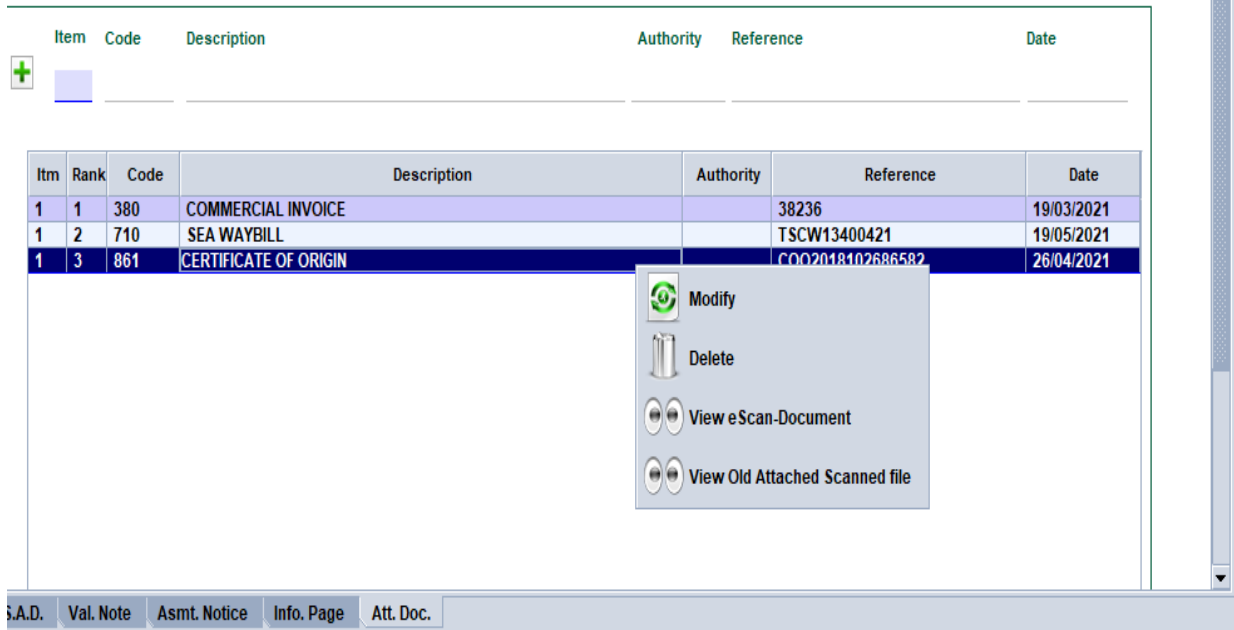 Item Code Description Authority Reference Date
Itm Rank Code Description Authority Reference Date
1 1 380 COMMERCIAL INVOICE 38236 19/03/2021
1 2 710 SEA WAYBILL TSCW13400421 19/05/2021
1 3 861 CERTIFICATE OF ORIGIN COO2018102686582 26/04/2021
Modify
Delete
View eScan-Document
View Old Attached Scanned file
S.A.D. Val. Note Asmt. Notice Info. Page Att. Doc.